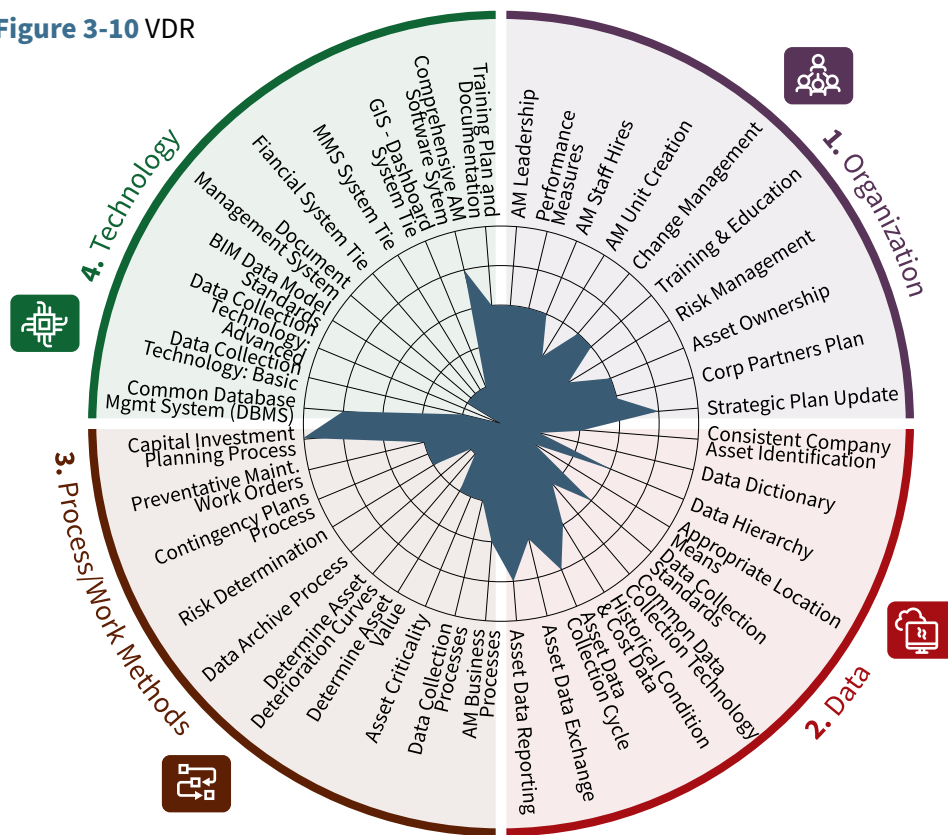 Figure 3-10 VDR
1. Organization
AM Leadership
Performance
Measures
AM Staff Hires
AM Unit Creation
Change Management
Training & Education
Risk Management
Asset Ownership
Corp Partners Plan
Strategic Plan Update
2. Data
Consistent Company
Asset Identification
Data Dictionary
Data Hierarchy
Appropriate Location
Means
Data Collection
Standards
Common Data
Collection Technology
Historical Condition
& Cost Data
Asset Data
Collection Cycle
Asset Data Exchange
Asset Data Reporting
3. Process/Work Methods
AM Business
Processes
Data Collection
Processes
Asset Criticality
Determine Asset
Value
Determine Asset
Deterioration Curves
Data Archive Process
Risk Determination
Contingency Plans
Process
Preventative Maint.
Work Orders
Capital Investment
Planning Process
4. Technology
Common Database
Mgmt System (DBMS)
Data Collection
Technology: Basic
Data Collection
Technology:
Advanced
BIM Data Model
Standards
Document
Management System
Fiancial System Tie
MMS System Tie
GIS - Dashboard
System Tie
Comprehensive AM
Software Sytem
Training Plan and
Documentation